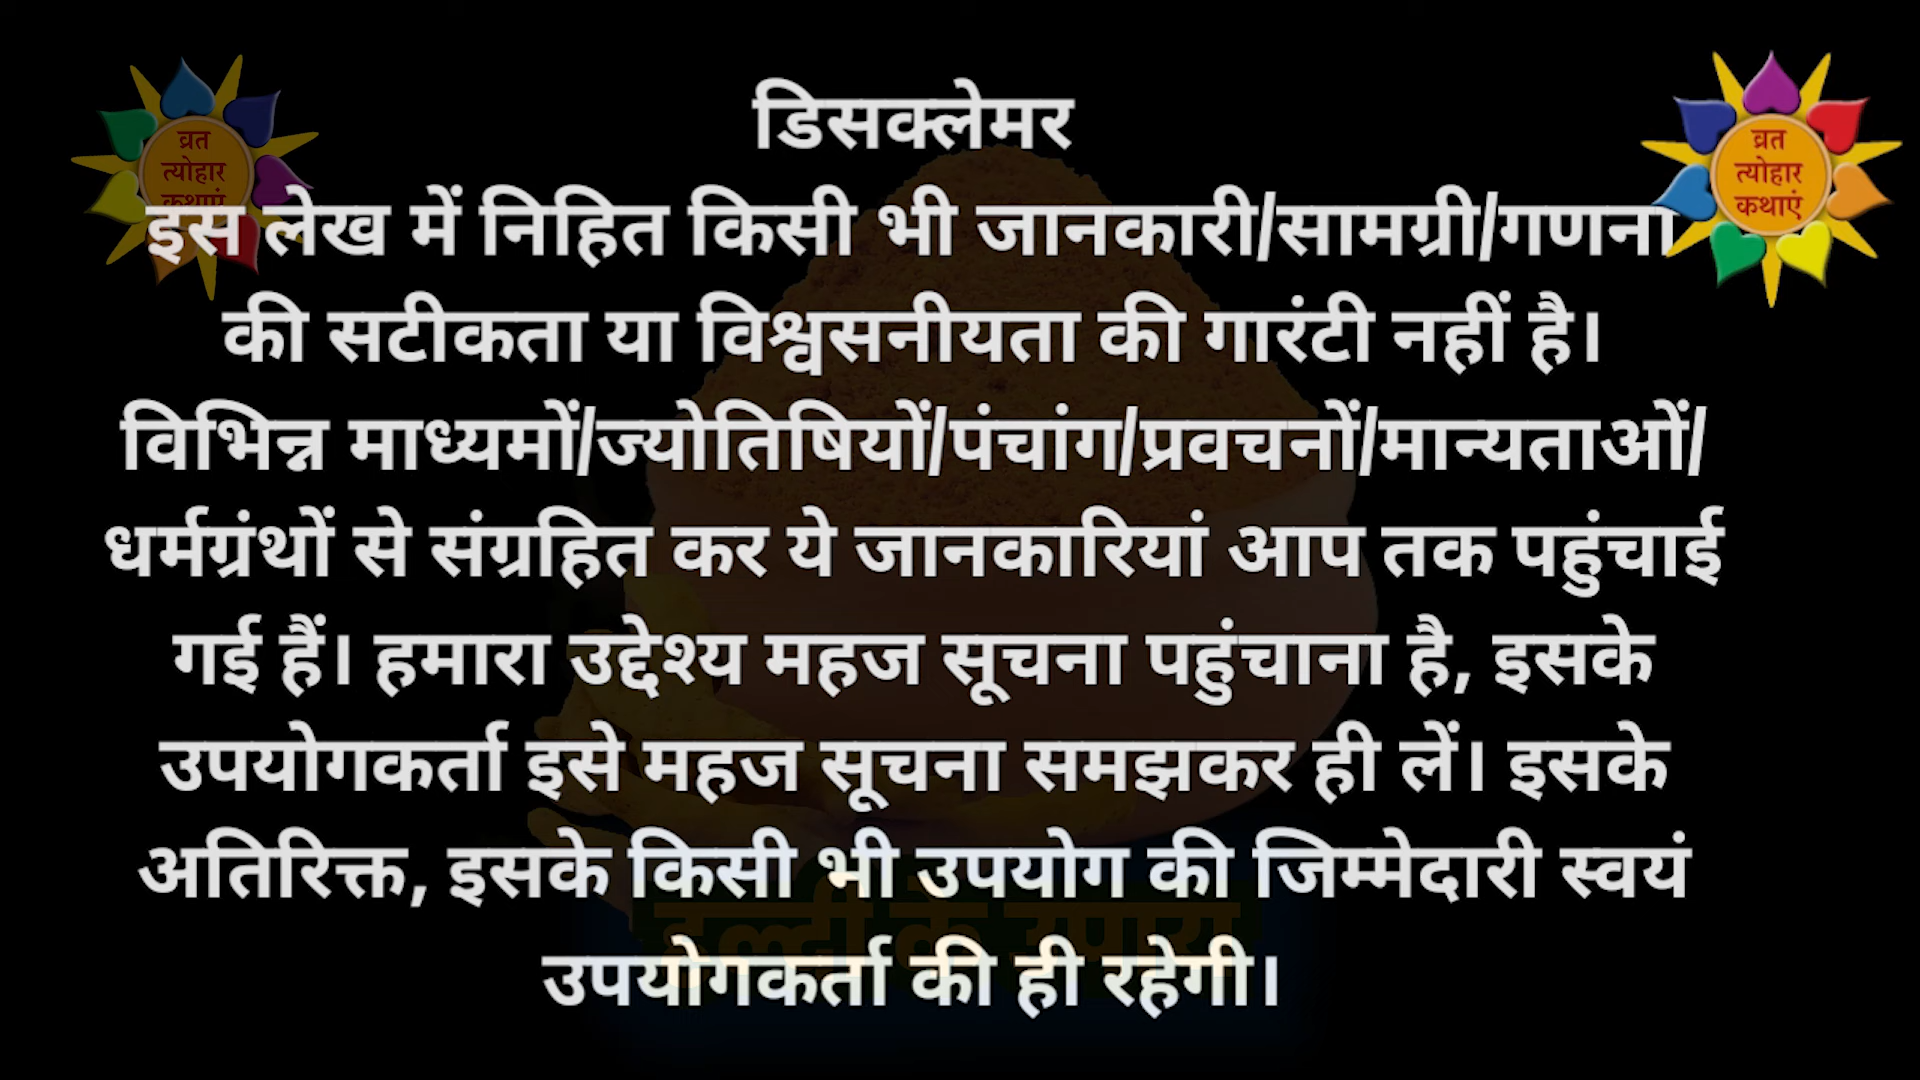 डिसक्लेमर
इस लेख में निहित किसी भी जानकारी/सामग्री/गणना
की सटीकता या विश्वसनीयता की गारंटी नहीं है।
विभिन्न माध्यमों/ज्योतिषियों/पंचांग/प्रवचनों/मान्यताओं/
धर्मग्रंथों से संग्रहित कर ये जानकारियां आप तक पहुंचाई
गई हैं। हमारा उद्देश्य महज सूचना पहुंचाना है, इसके
उपयोगकर्ता इसे महज सूचना समझकर ही लें। इसके
अतिरिक्त, इसके किसी भी उपयोग की जिम्मेदारी स्वयं
उपयोगकर्ता की ही रहेगी।
व्रत
त्योहार
कथाएं
व्रत
त्योहार
कथाएं
हल्दी के उपाय